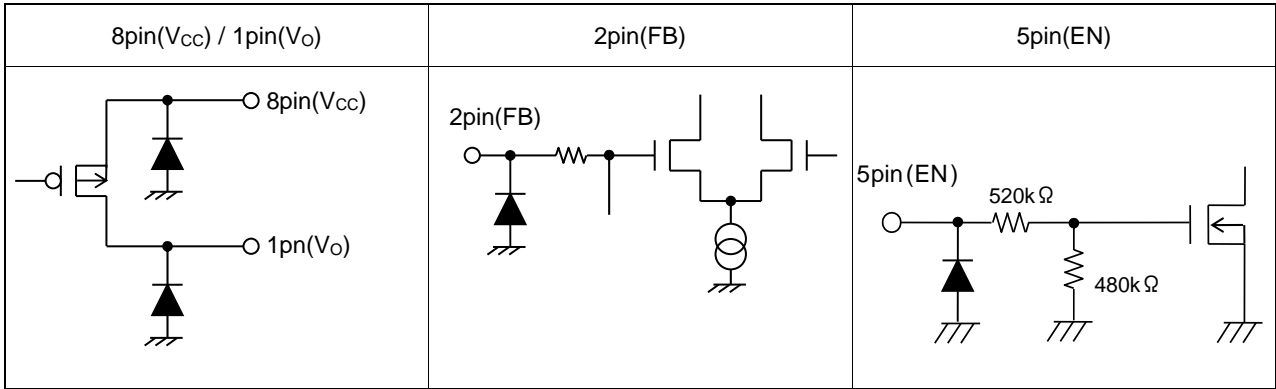 8pin(VCC) / 1pin(VO)
2pin(FB)
5pin(EN)
8pin(VCC)
1pn(VO)
2pin(FB)
5pin(EN)
520kΩ
480kΩ